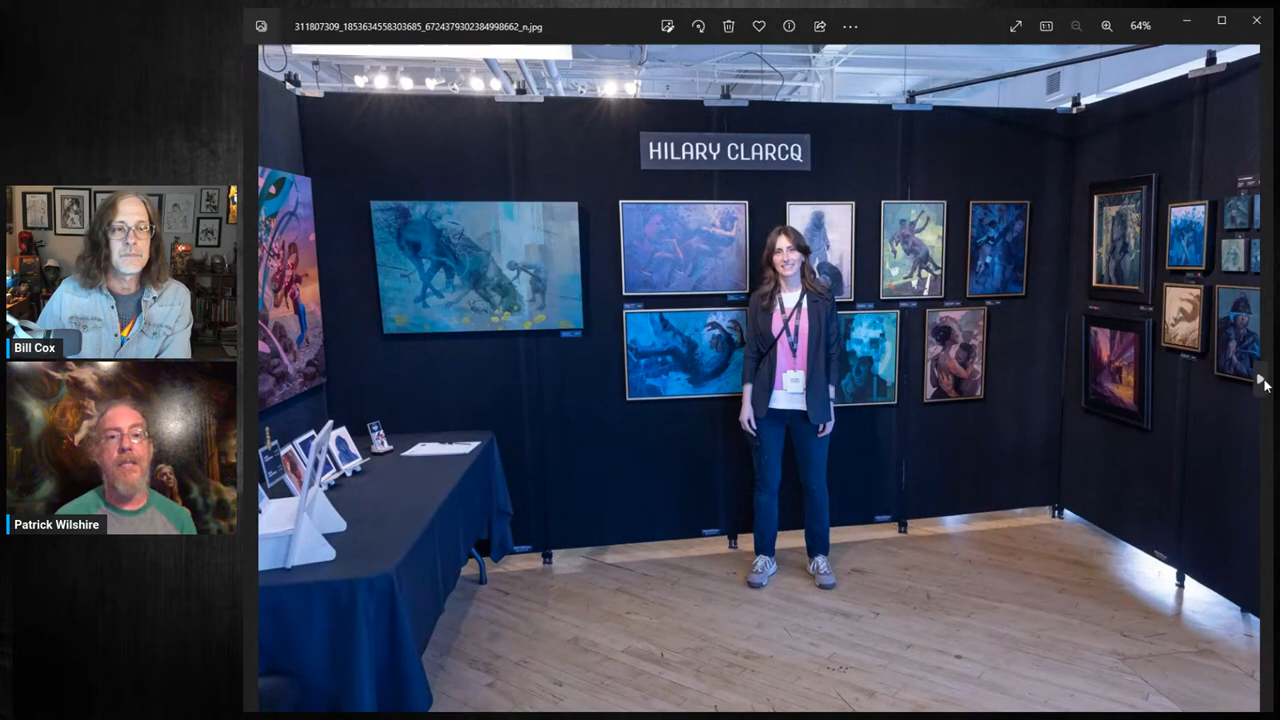 311807309_1853634558303685_6724379302384998662_n.jpg
64%
HILARY CLARCQ
Bill Cox
Patrick Wilshire